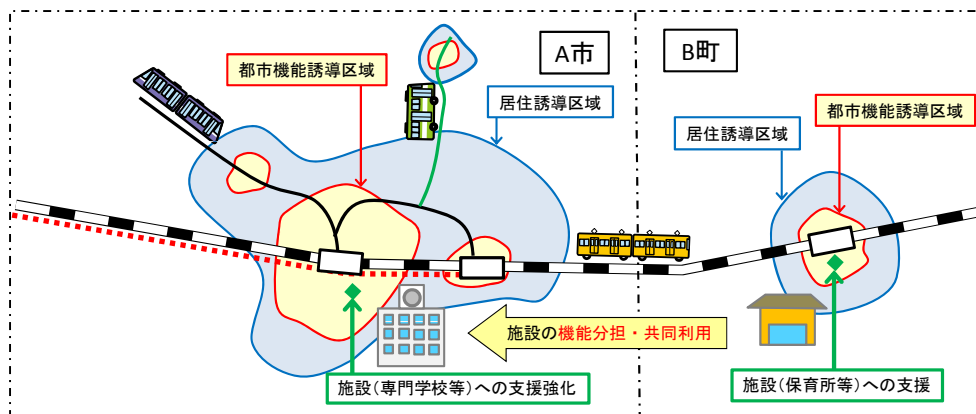 A市
B町
都市機能誘導区域
居住誘導区域
都市機能誘導区域
居住誘導区域
施設の機能分担・共同利用
施設(専門学校等)への支援強化
施設(保育所等)への支援